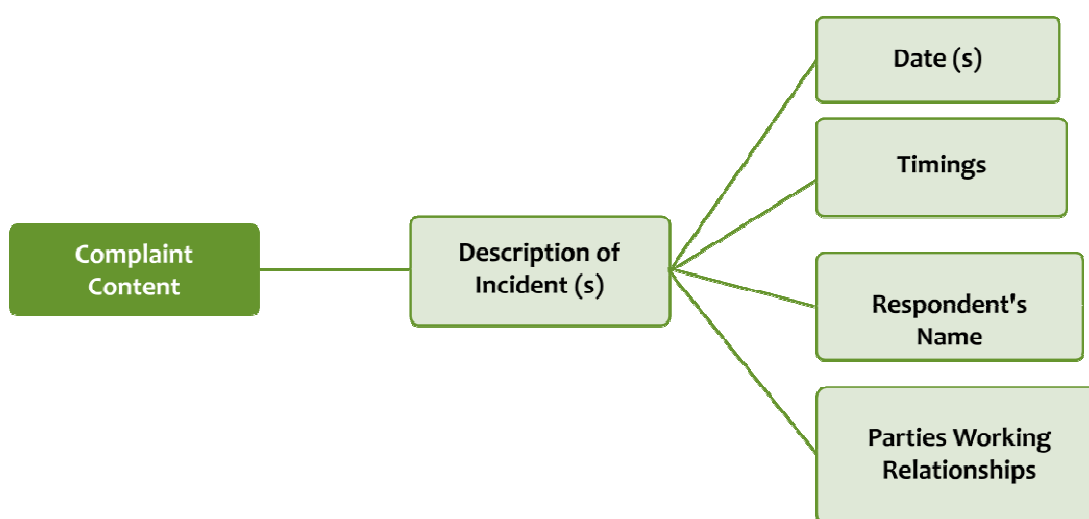 Complaint
Content
Description of
Incident (s)
Date (s)
Timings
Respondent's
Name
Parties Working
Relationships